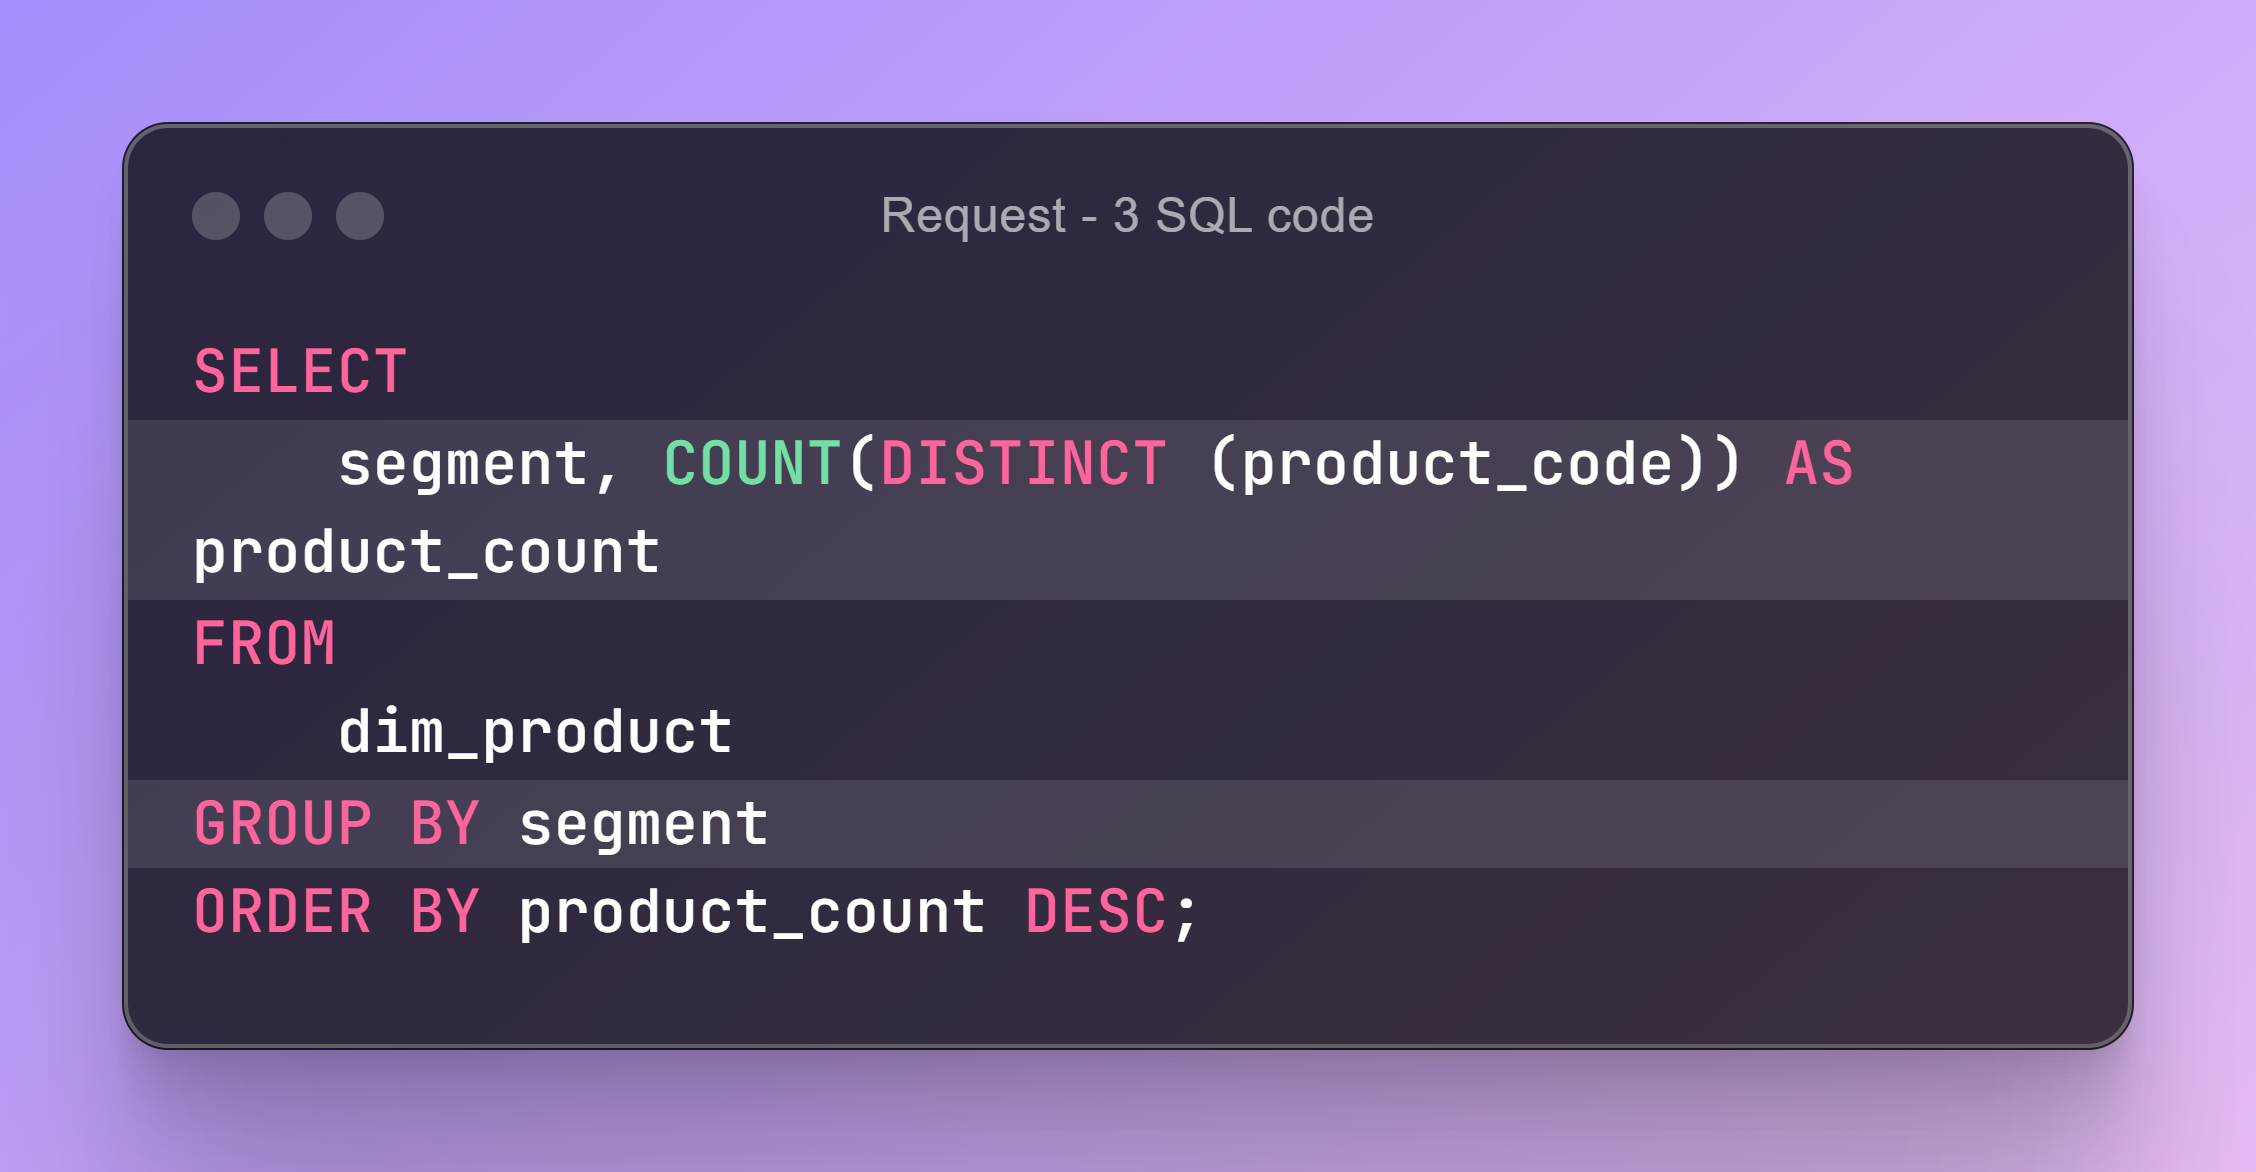 Request - 3 SQL code
SELECT
    segment, COUNT(DISTINCT (product_code)) AS
product_count
FROM
    dim_product
GROUP BY segment
ORDER BY product_count DESC;